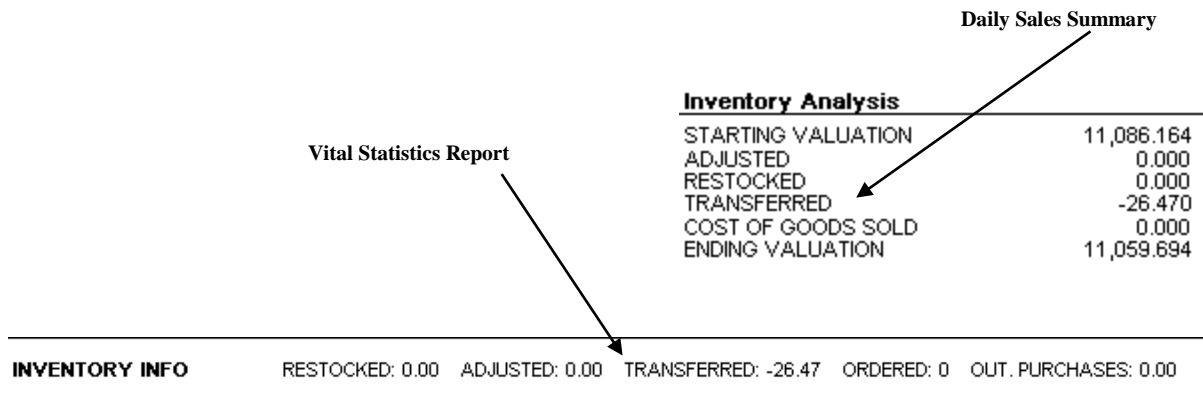 Daily Sales Summary
Inventory Analysis
STARTING VALUATION 11,086.164
ADJUSTED 0.000
RESTOCKED 0.000
TRANSFERRED -26.470
COST OF GOODS SOLD 0.000
ENDING VALUATION 11,059.694
Vital Statistics Report
INVENTORY INFO RESTOCKED: 0.00 ADJUSTED: 0.00 TRANSFERRED: -26.47 ORDERED: 0 OUT. PURCHASES: 0.00